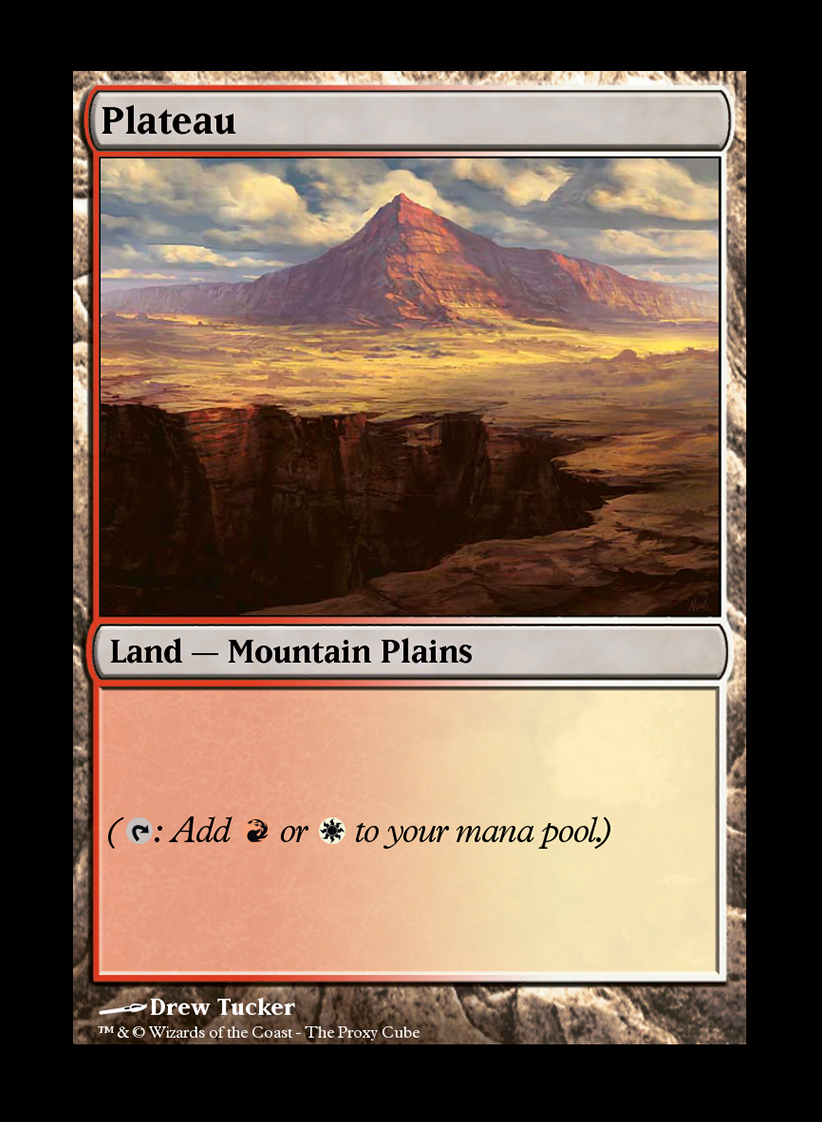 Plateau
Land — Mountain Plains
( : Add or to your mana pool.)
Drew Tucker
™ & © Wizards of the Coast - The Proxy Cube